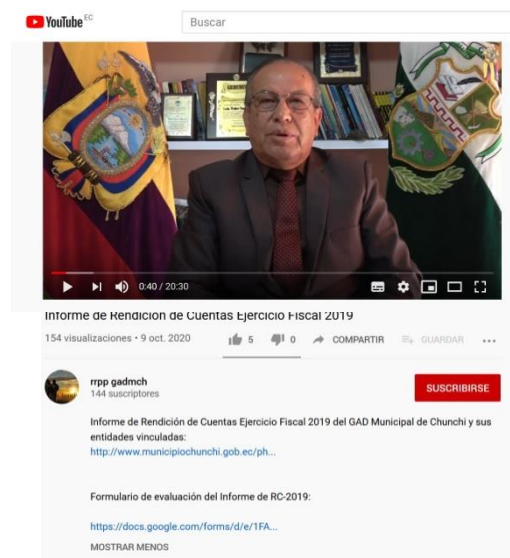 YouTube EC
Buscar
0:40 / 20:30
Informe de Rendición de Cuentas Ejercicio Fiscal 2019
154 visualizaciones • 9 oct. 2020
5
0
COMPARTIR
GUARDAR
rrpp gadmch
144 suscriptores
SUSCRIBIRSE
Informe de Rendición de Cuentas Ejercicio Fiscal 2019 del GAD Municipal de Chunchi y sus
entidades vinculadas:
http://www.municipiochunchi.gob.ec/ph...
Formulario de evaluación del Informe de RC-2019:
https://docs.google.com/forms/d/e/1FA...
MOSTRAR MENOS